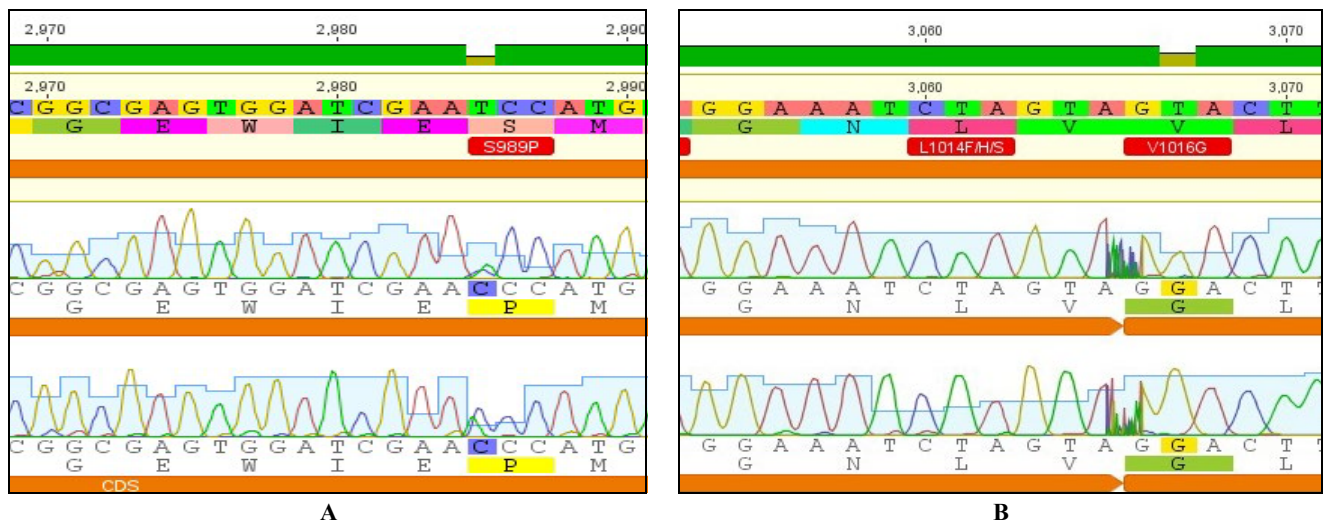 2,970 2,980 2,990
2,970 2,980 2,990
C G G C G A G T G G A T C G A A T C C A T G
G E W I E S M
S989P
C G G C G A G T G G A T C G A A C C C A T G
G E W I E P M
C G G C G A G T G G A T C G A A C C C A T G
G E W I E P M
CDS
A
3,060 3,070
3,060 3,070
G G A A A T C T A G T A G T A C T T
G N L V V L
L1014F/H/S V1016G
G G A A A T C T A G T A G G A C T T
G N L V G L
G G A A A T C T A G T A G G A C T T
G N L V G L
B